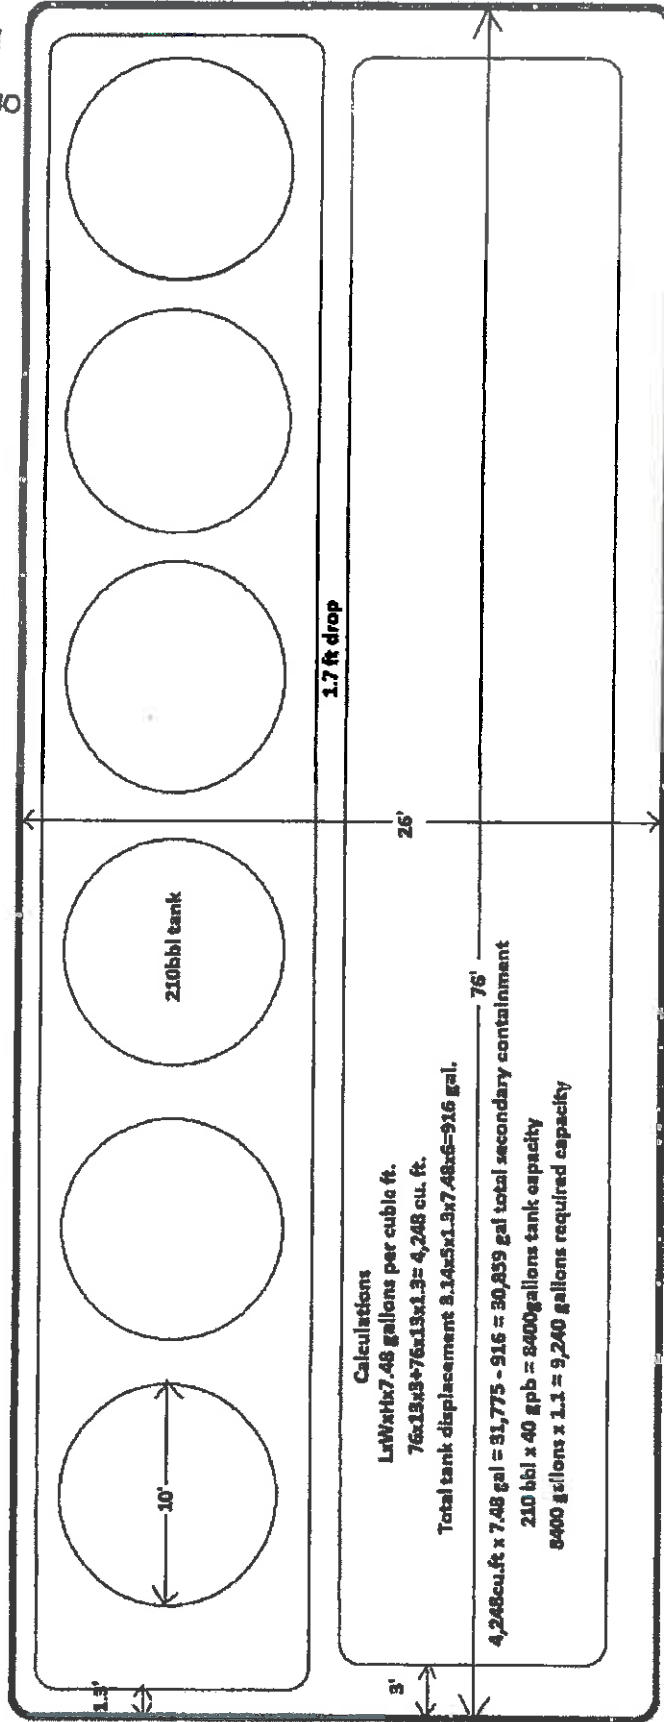 1.3'
10'
210bbl tank
1.7 ft drop
26'
3'
76'
Calculations
LxWxHx7.48 gallons per cubic ft.
76x13x3+76x13x1.3= 4,248 cu. ft.
Total tank displacement 3.14x5x1.3x7.48x6=916 gal.
4,248cu.ft x 7.48 gal = 31,775 - 916 = 30,859 gal total secondary containment
210 bbl x 40 gpb = 8400gallons tank capacity
8400 gallons x 1.1 = 9,240 gallons required capacity